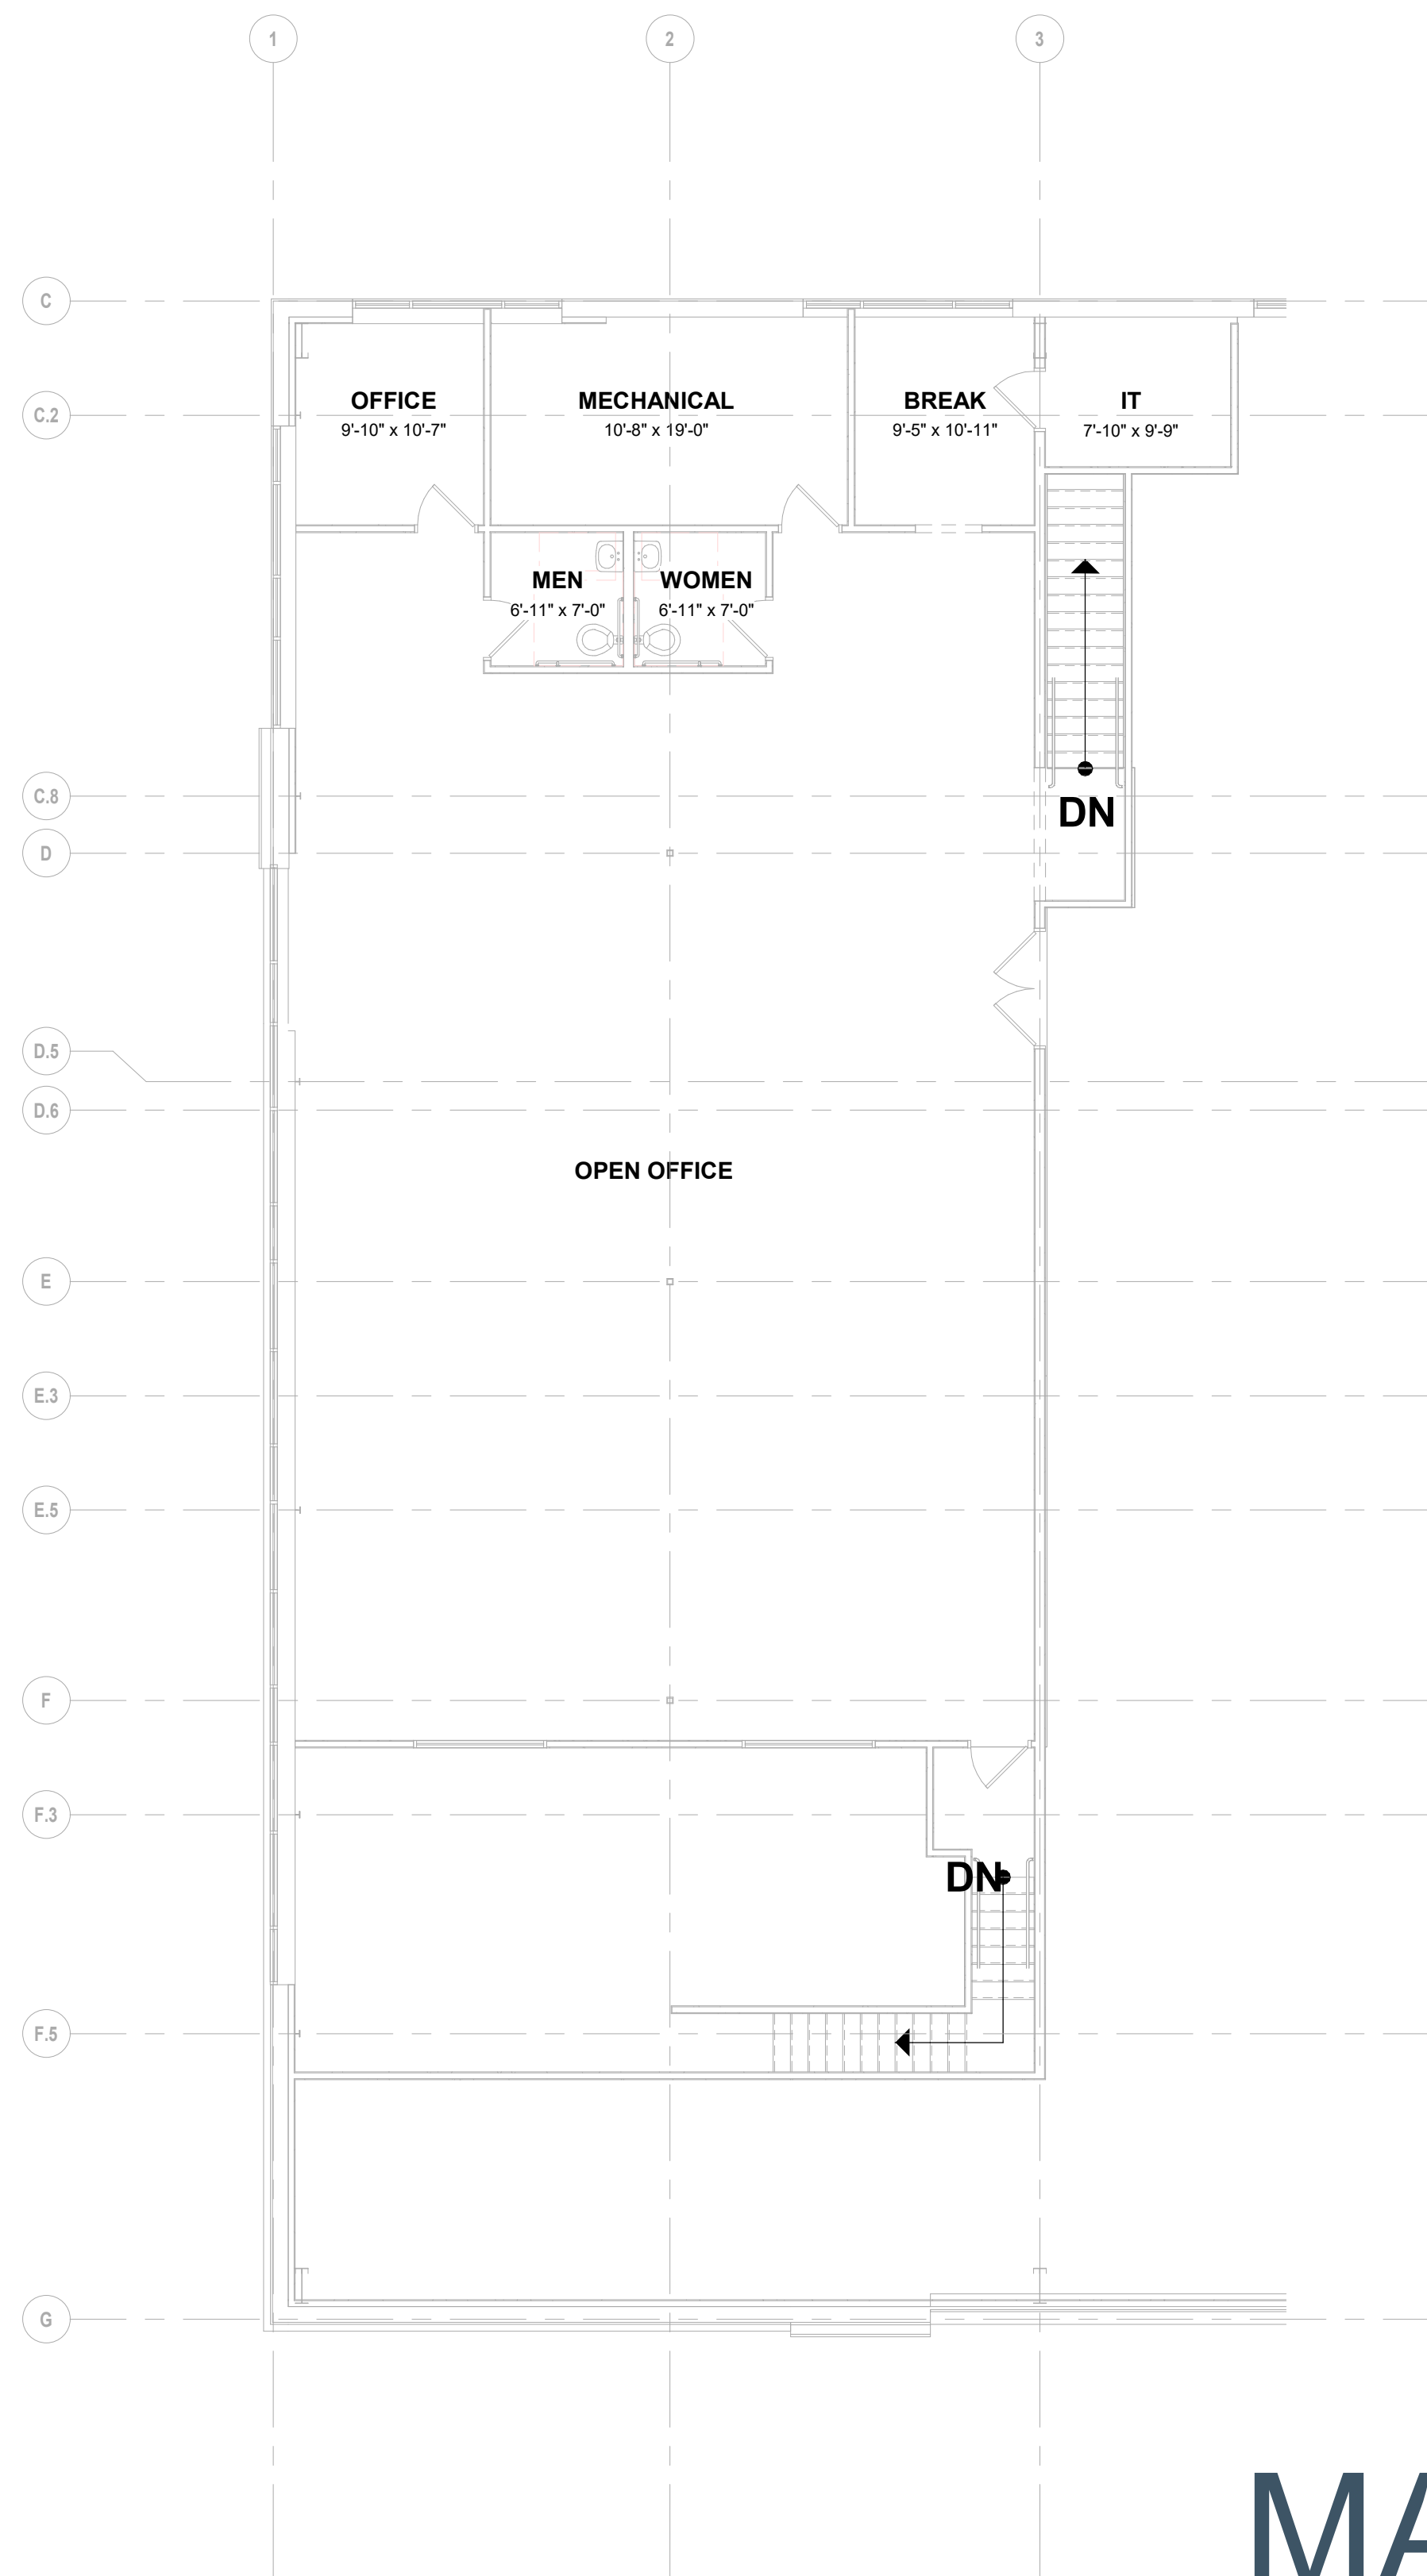 1
2
3
C
C.2
OFFICE
9'-10" x 10'-7"
MECHANICAL
10'-8" x 19'-0"
BREAK
9'-5" x 10'-11"
IT
7'-10" x 9'-9"
MEN
6'-11" x 7'-0"
WOMEN
6'-11" x 7'-0"
C.8
DN
D
D.5
D.6
OPEN OFFICE
E
E.3
E.5
F
F.3
DN
F.5
G
MA